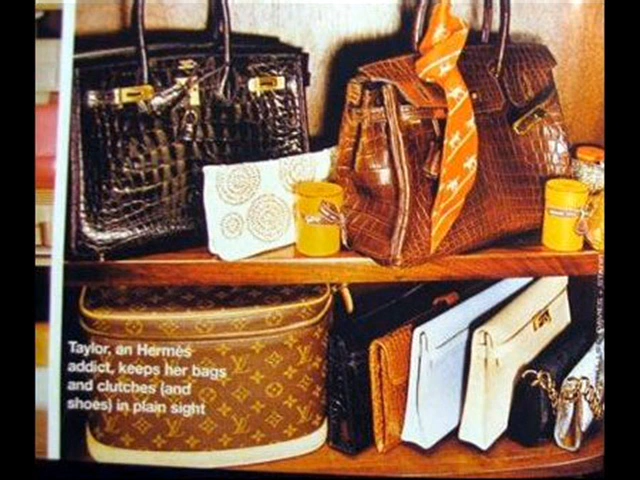 Taylor, an Hermès
addict, keeps her bags
and clutches (and
shoes) in plain sight